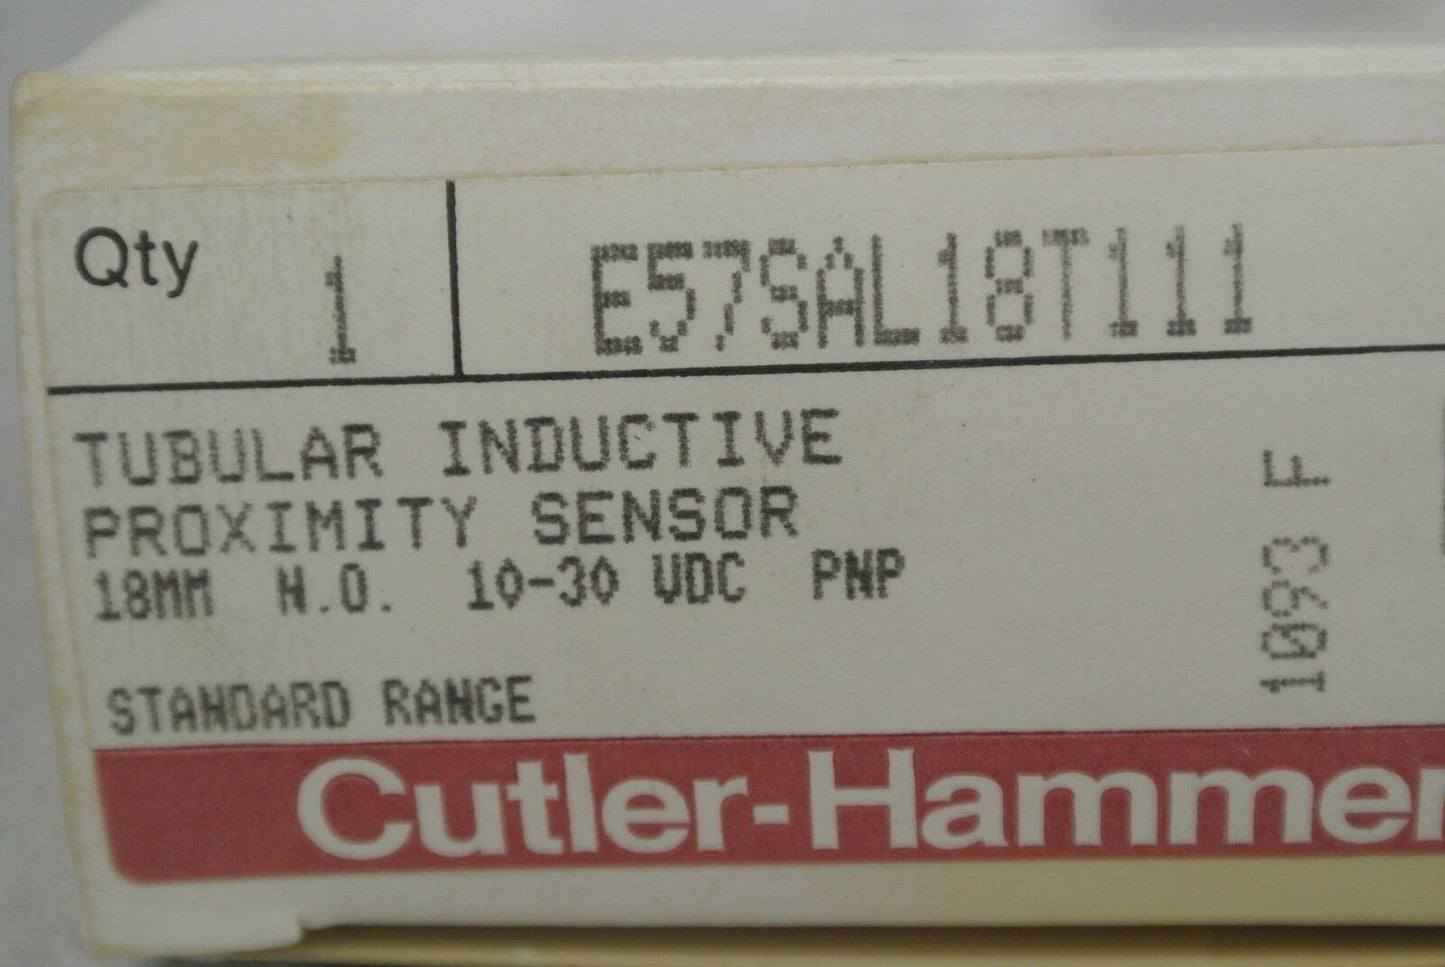 Qty 1 E57SAL18T111
TUBULAR INDUCTIVE
PROXIMITY SENSOR
18MM N.O. 10-30 VDC PNP
STANDARD RANGE
1093 F
Cutler-Hammer